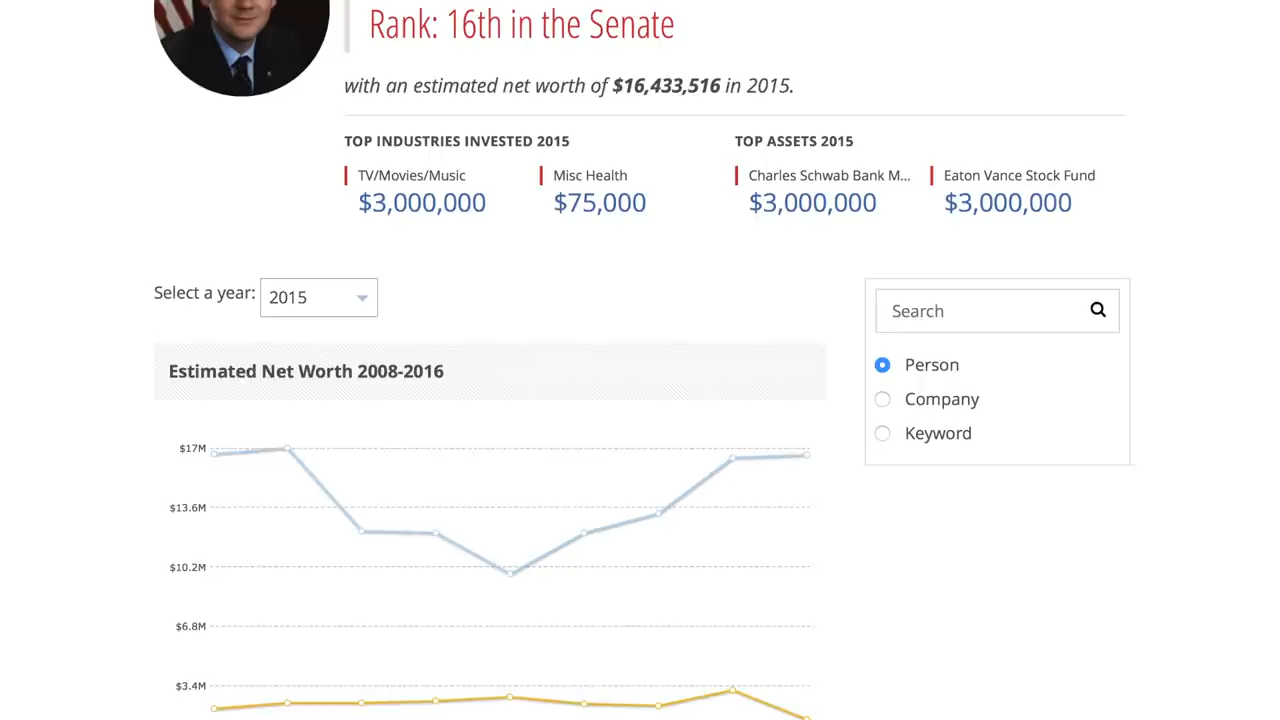 Rank: 16th in the Senate
with an estimated net worth of $16,433,516 in 2015.
TOP INDUSTRIES INVESTED 2015
TV/Movies/Music
$3,000,000
Misc Health
$75,000
TOP ASSETS 2015
Charles Schwab Bank M...
$3,000,000
Eaton Vance Stock Fund
$3,000,000
Select a year: 2015
Search
Person
Company
Keyword
Estimated Net Worth 2008-2016
$17M
$13.6M
$10.2M
$6.8M
$3.4M